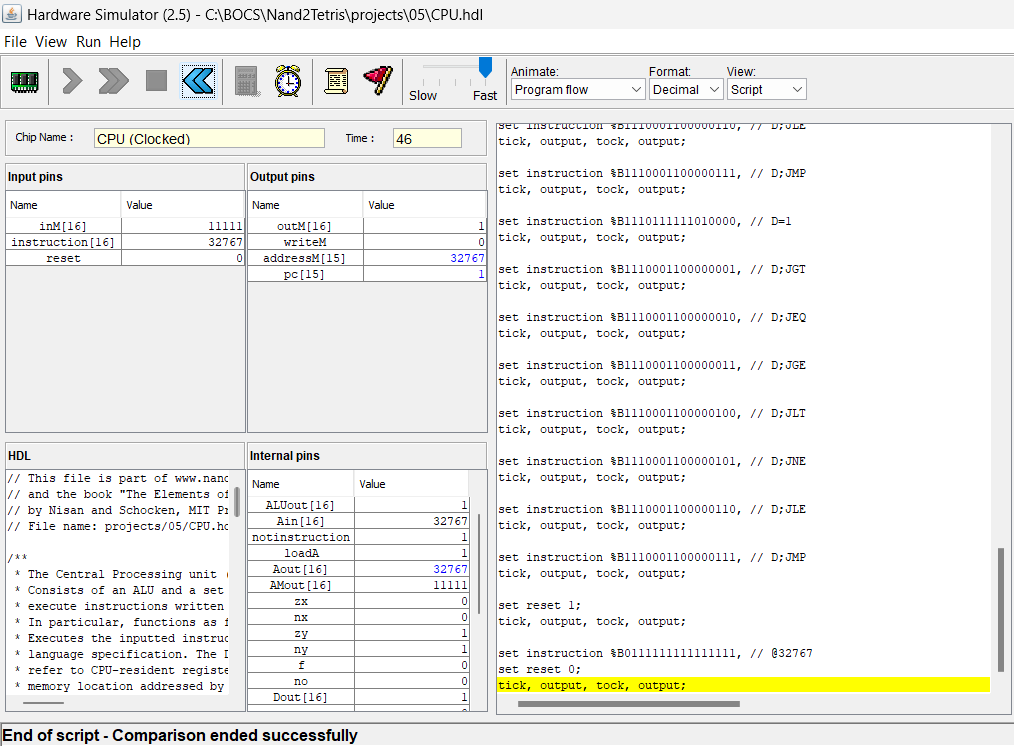 Hardware Simulator (2.5) - C:\BOCS\Nand2Tetris\projects\05\CPU.hdl
File View Run Help
Slow Fast
Animate: Format: View:
Program flow Decimal Script
Chip Name : CPU (Clocked) Time : 46
Input pins
Name Value
inM[16] 11111
instruction[16] 32767
reset 0
Output pins
Name Value
outM[16] 1
writeM 0
addressM[15] 32767
pc[15] 1
HDL
// This file is part of www.nand
// and the book "The Elements of
// by Nisan and Schocken, MIT Pr
// File name: projects/05/CPU.hd
/**
* The Central Processing unit (
* Consists of an ALU and a set
* execute instructions written
* In particular, functions as f
* Executes the inputted instruc
* language specification. The D
* refer to CPU-resident registe
* memory location addressed by
Internal pins
Name Value
ALUout[16] 1
Ain[16] 32767
notinstruction 1
loadA 1
Aout[16] 32767
AMout[16] 11111
zx 0
nx 0
zy 1
ny 1
f 0
no 0
Dout[16] 1
set instruction %B1110001100000110, // D;JLE
tick, output, tock, output;
set instruction %B1110001100000111, // D;JMP
tick, output, tock, output;
set instruction %B1110111111010000, // D=1
tick, output, tock, output;
set instruction %B1110001100000001, // D;JGT
tick, output, tock, output;
set instruction %B1110001100000010, // D;JEQ
tick, output, tock, output;
set instruction %B1110001100000011, // D;JGE
tick, output, tock, output;
set instruction %B1110001100000100, // D;JLT
tick, output, tock, output;
set instruction %B1110001100000101, // D;JNE
tick, output, tock, output;
set instruction %B1110001100000110, // D;JLE
tick, output, tock, output;
set instruction %B1110001100000111, // D;JMP
tick, output, tock, output;
set reset 1;
tick, output, tock, output;
set instruction %B0111111111111111, // @32767
set reset 0;
tick, output, tock, output;
End of script - Comparison ended successfully